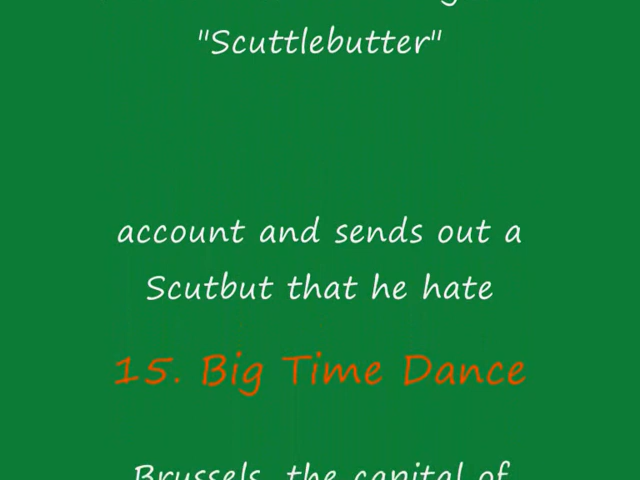 "Scuttlebutter"
account and sends out a
Scutbut that he hate
15. Big Time Dance
Brussels, the capital of